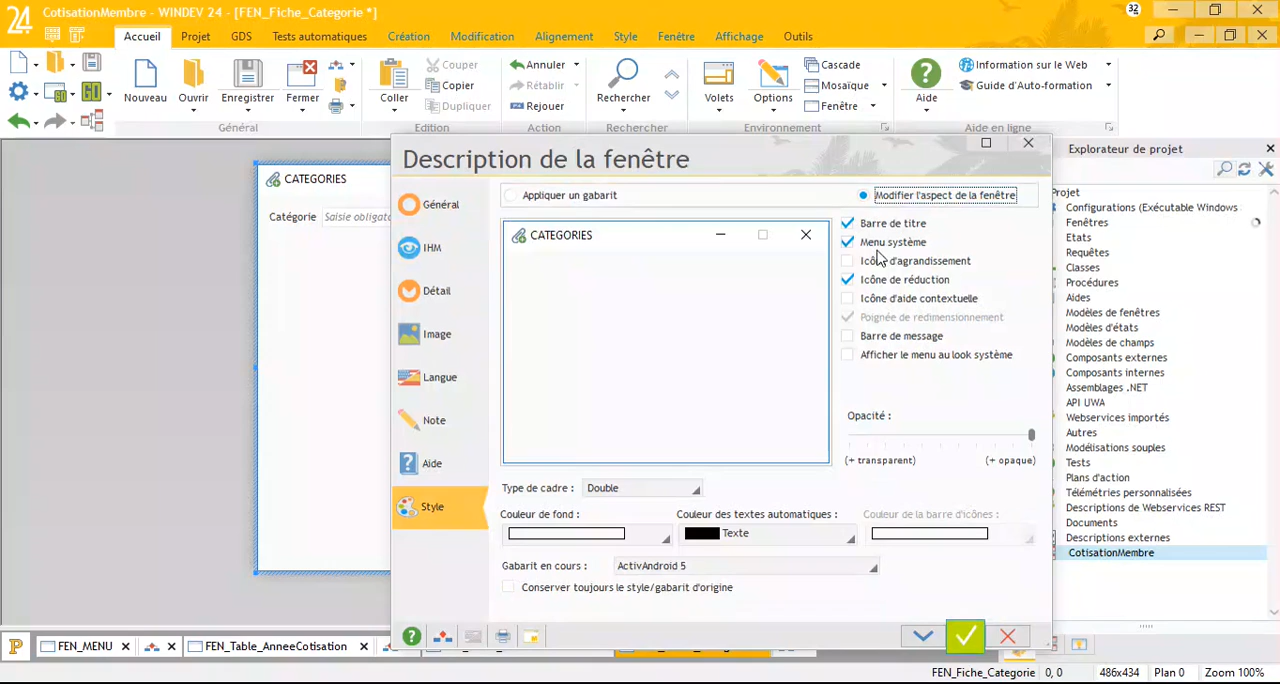 24 CotisationMembre - WINDEV 24 - [FEN_Fiche_Categorie *] 32
Accueil Projet GDS Tests automatiques Création Modification Alignement Style Fenêtre Affichage Outils
Nouveau Ouvrir Enregistrer Fermer
Général
Coller
Couper
Copier
Dupliquer
Edition
Annuler
Rétablir
Rejouer
Action
Rechercher
Rechercher
Volets Options
Cascade
Mosaïque
Fenêtre
Environnement
Aide
Information sur le Web
Guide d'Auto-formation
Aide en ligne
CATEGORIES
Catégorie Saisie obligato
Description de la fenêtre
Général
IHM
Détail
Image
Langue
Note
Aide
Style
Appliquer un gabarit Modifier l'aspect de la fenêtre
CATEGORIES
Barre de titre
Menu système
Icône d'agrandissement
Icône de réduction
Icône d'aide contextuelle
Poignée de redimensionnement
Barre de message
Afficher le menu au look système
Opacité :
(+ transparent) (+ opaque)
Type de cadre : Double
Couleur de fond : Couleur des textes automatiques : Couleur de la barre d'icônes :
Texte
Gabarit en cours : ActivAndroid 5
Conserver toujours le style/gabarit d'origine
Explorateur de projet
Projet
Configurations (Exécutable Windows
Fenêtres
Etats
Requêtes
Classes
Procédures
Aides
Modèles de fenêtres
Modèles d'états
Modèles de champs
Composants externes
Composants internes
Assemblages .NET
API UWA
Webservices importés
Autres
Modélisations souples
Tests
Plans d'action
Télémétries personnalisées
Descriptions de Webservices REST
Documents
Descriptions externes
CotisationMembre
P FEN_MENU FEN_Table_AnneeCotisation
FEN_Fiche_Categorie 0, 0 486x434 Plan 0 Zoom 100%